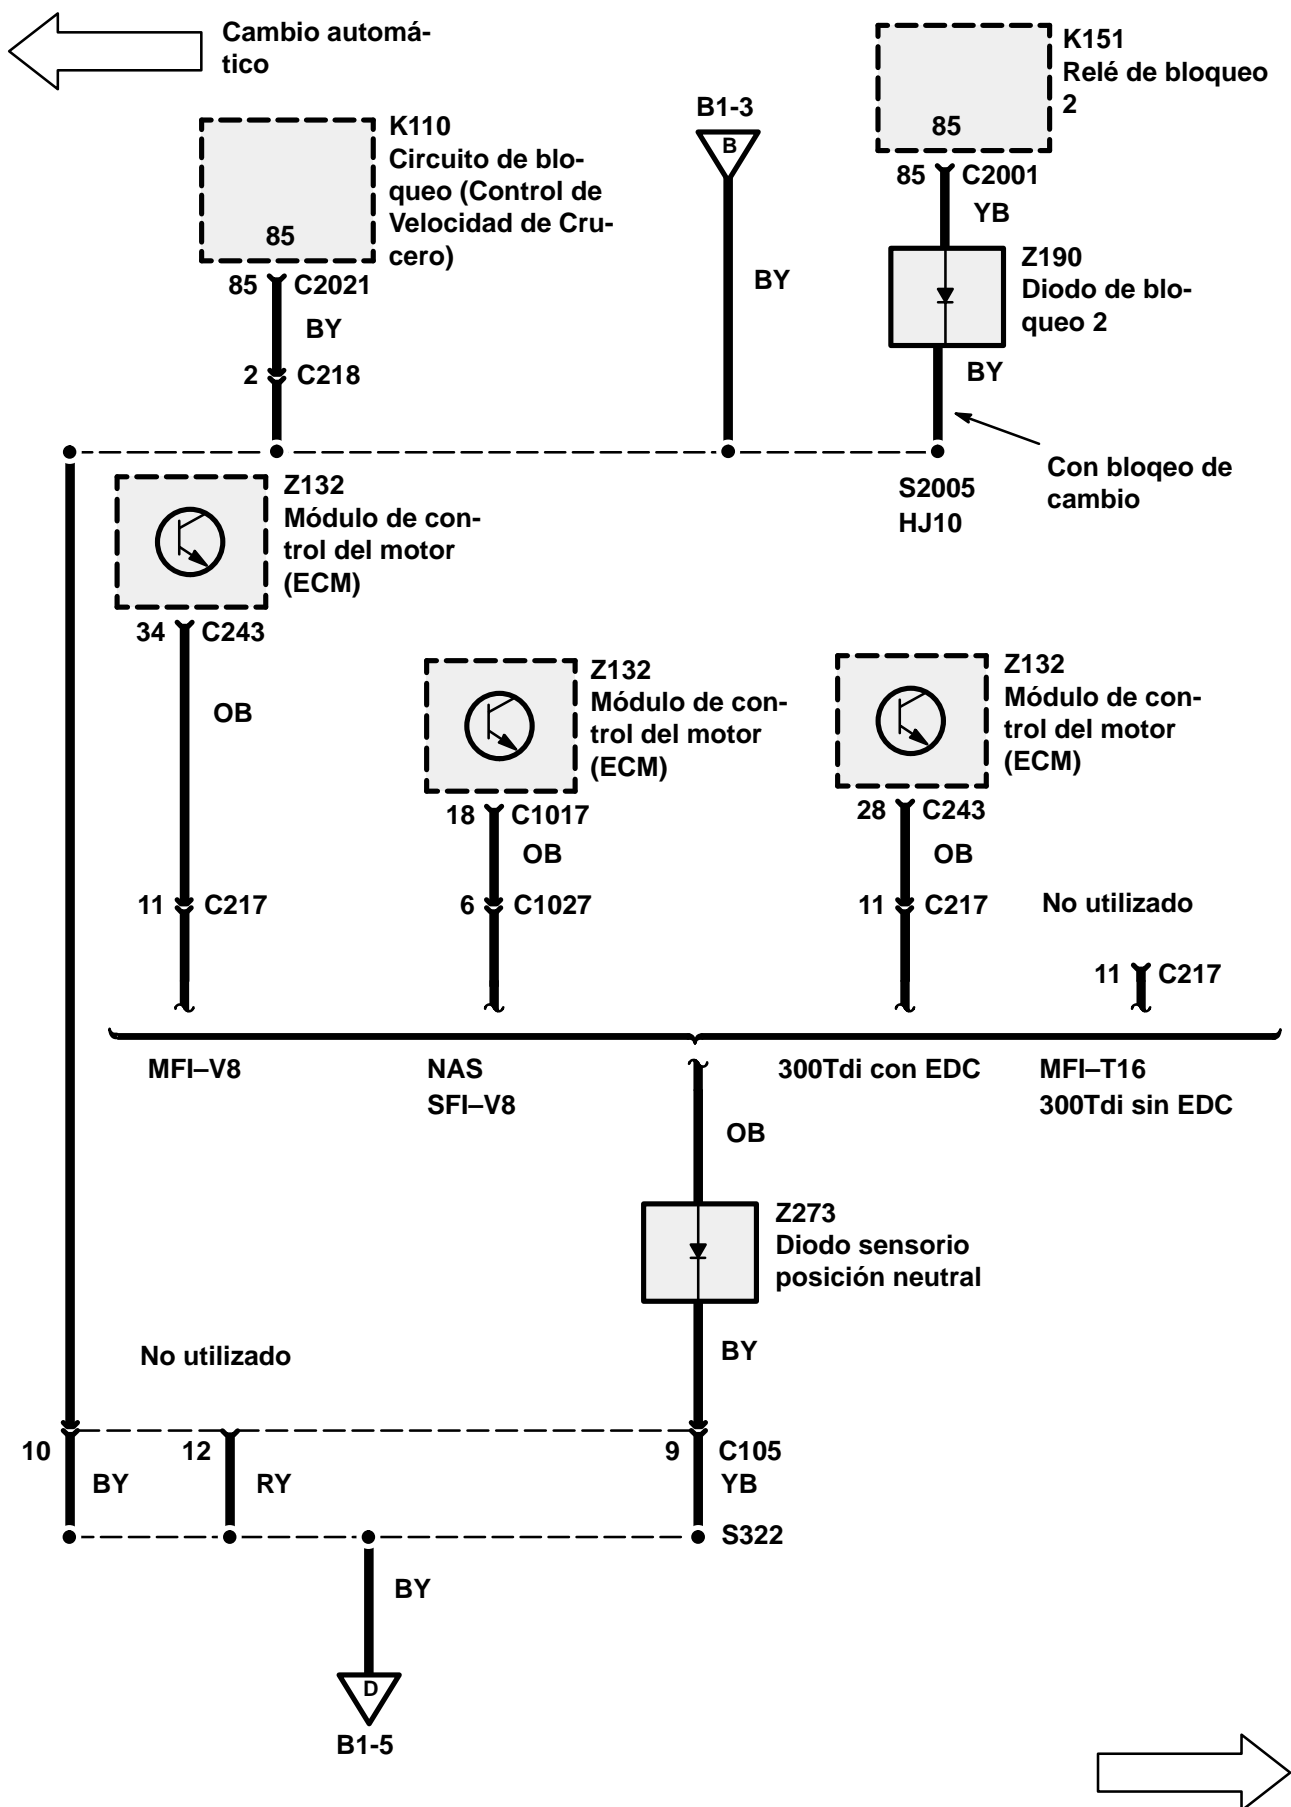 Cambio automá-
tico
K151
Relé de bloqueo
2
85
85 C2001
YB
B1-3
B
K110
Circuito de blo-
queo (Control de
Velocidad de Cru-
cero)
85
85 C2021
BY
2 C218
BY
Z190
Diodo de blo-
queo 2
BY
Con bloqeo de
cambio
S2005
HJ10
Z132
Módulo de con-
trol del motor
(ECM)
34 C243
OB
11 C217
Z132
Módulo de con-
trol del motor
(ECM)
18 C1017
OB
6 C1027
Z132
Módulo de con-
trol del motor
(ECM)
28 C243
OB
11 C217
No utilizado
11 C217
MFI–V8
NAS
SFI–V8
300Tdi con EDC
MFI–T16
300Tdi sin EDC
OB
Z273
Diodo sensorio
posición neutral
BY
No utilizado
10
12
9 C105
BY
RY
YB
S322
BY
D
B1-5